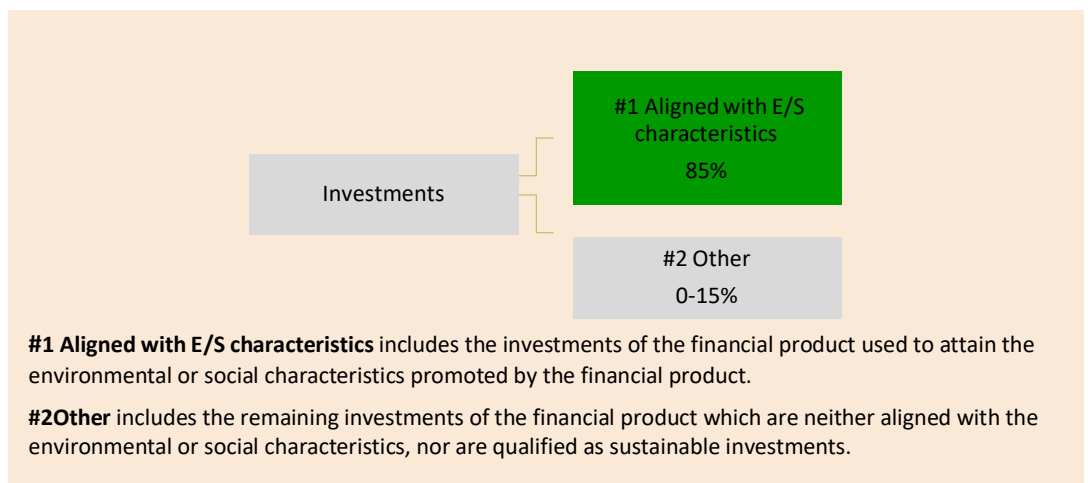 #1 Aligned with E/S
characteristics
85%
Investments
#2 Other
0-15%
#1 Aligned with E/S characteristics includes the investments of the financial product used to attain the
environmental or social characteristics promoted by the financial product.
#2Other includes the remaining investments of the financial product which are neither aligned with the
environmental or social characteristics, nor are qualified as sustainable investments.